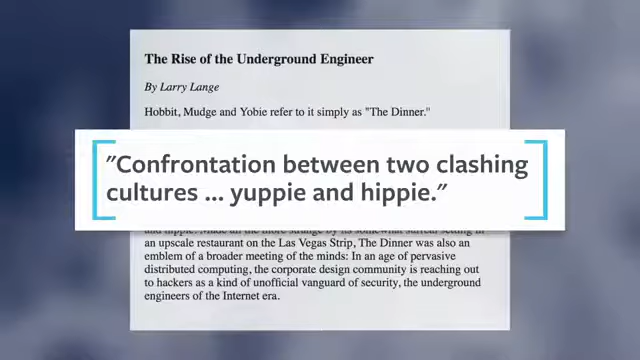 The Rise of the Underground Engineer
By Larry Lange
Hobbit, Mudge and Yobie refer to it simply as "The Dinner."
"Confrontation between two clashing
cultures ... yuppie and hippie."
and hippie. Made all the more strange by its somewhat surreal setting in
an upscale restaurant on the Las Vegas Strip, The Dinner was also an
emblem of a broader meeting of the minds: In an age of pervasive
distributed computing, the corporate design community is reaching out
to hackers as a kind of unofficial vanguard of security, the underground
engineers of the Internet era.